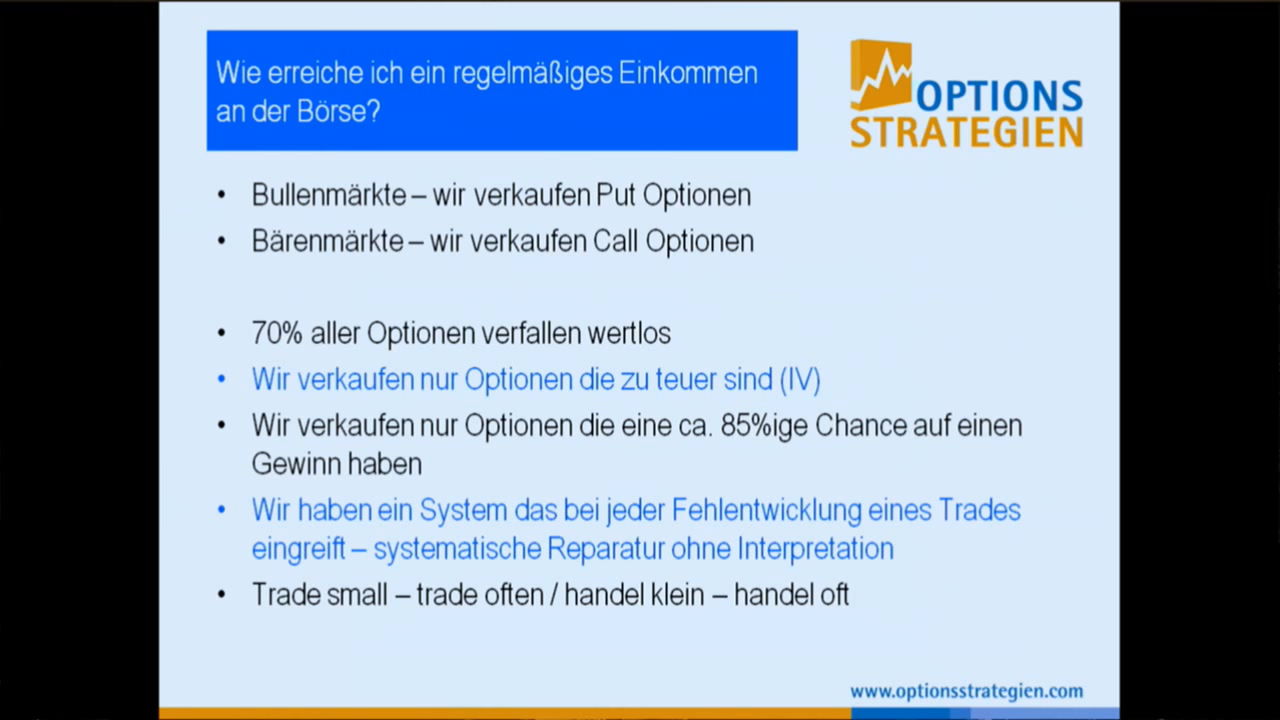 Wie erreiche ich ein regelmäßiges Einkommen
an der Börse?
OPTIONS
STRATEGIEN
• Bullenmärkte – wir verkaufen Put Optionen
• Bärenmärkte – wir verkaufen Call Optionen
• 70% aller Optionen verfallen wertlos
• Wir verkaufen nur Optionen die zu teuer sind (IV)
• Wir verkaufen nur Optionen die eine ca. 85%ige Chance auf einen
Gewinn haben
• Wir haben ein System das bei jeder Fehlentwicklung eines Trades
eingreift – systematische Reparatur ohne Interpretation
• Trade small – trade often / handel klein – handel oft
www.optionsstrategien.com